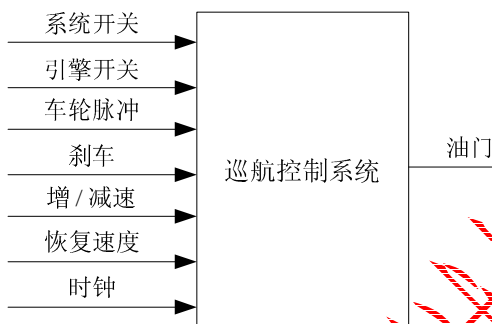 系统开关
引擎开关
车轮脉冲
刹车
增/减速
恢复速度
时钟
巡航控制系统
油门